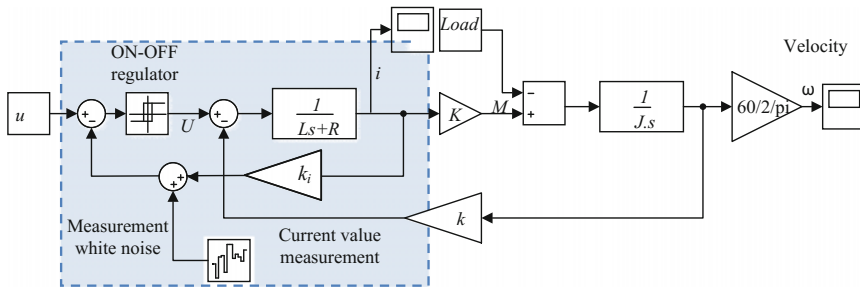 ON-OFF
regulator
i
Load
Velocity
u
+
-
U
+
-
1
Ls+R
K
M
-
+
1
J.s
60/2/pi
ω
+
+
k_i
k
Measurement
white noise
Current value
measurement